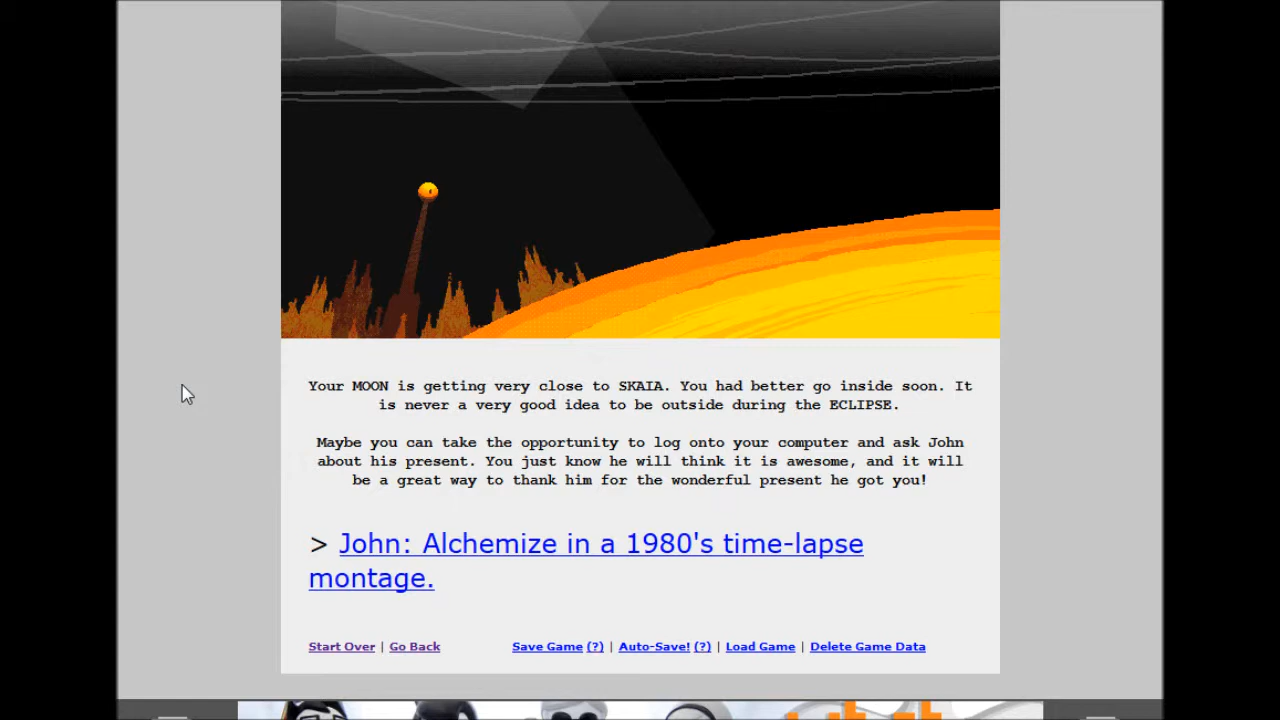 Your MOON is getting very close to SKAIA. You had better go inside soon. It
is never a very good idea to be outside during the ECLIPSE.
Maybe you can take the opportunity to log onto your computer and ask John
about his present. You just know he will think it is awesome, and it will
be a great way to thank him for the wonderful present he got you!
> John: Alchemize in a 1980's time-lapse
montage.
Start Over | Go Back Save Game (?) | Auto-Save! (?) | Load Game | Delete Game Data